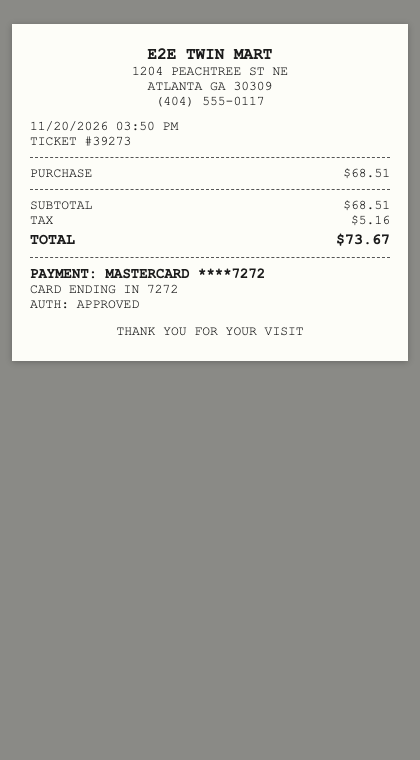 E2E TWIN MART
1204 PEACHTREE ST NE
ATLANTA GA 30309
(404) 555-0117
11/20/2026 03:50 PM
TICKET #39273
PURCHASE $68.51
SUBTOTAL $68.51
TAX $5.16
TOTAL $73.67
PAYMENT: MASTERCARD ****7272
CARD ENDING IN 7272
AUTH: APPROVED
THANK YOU FOR YOUR VISIT